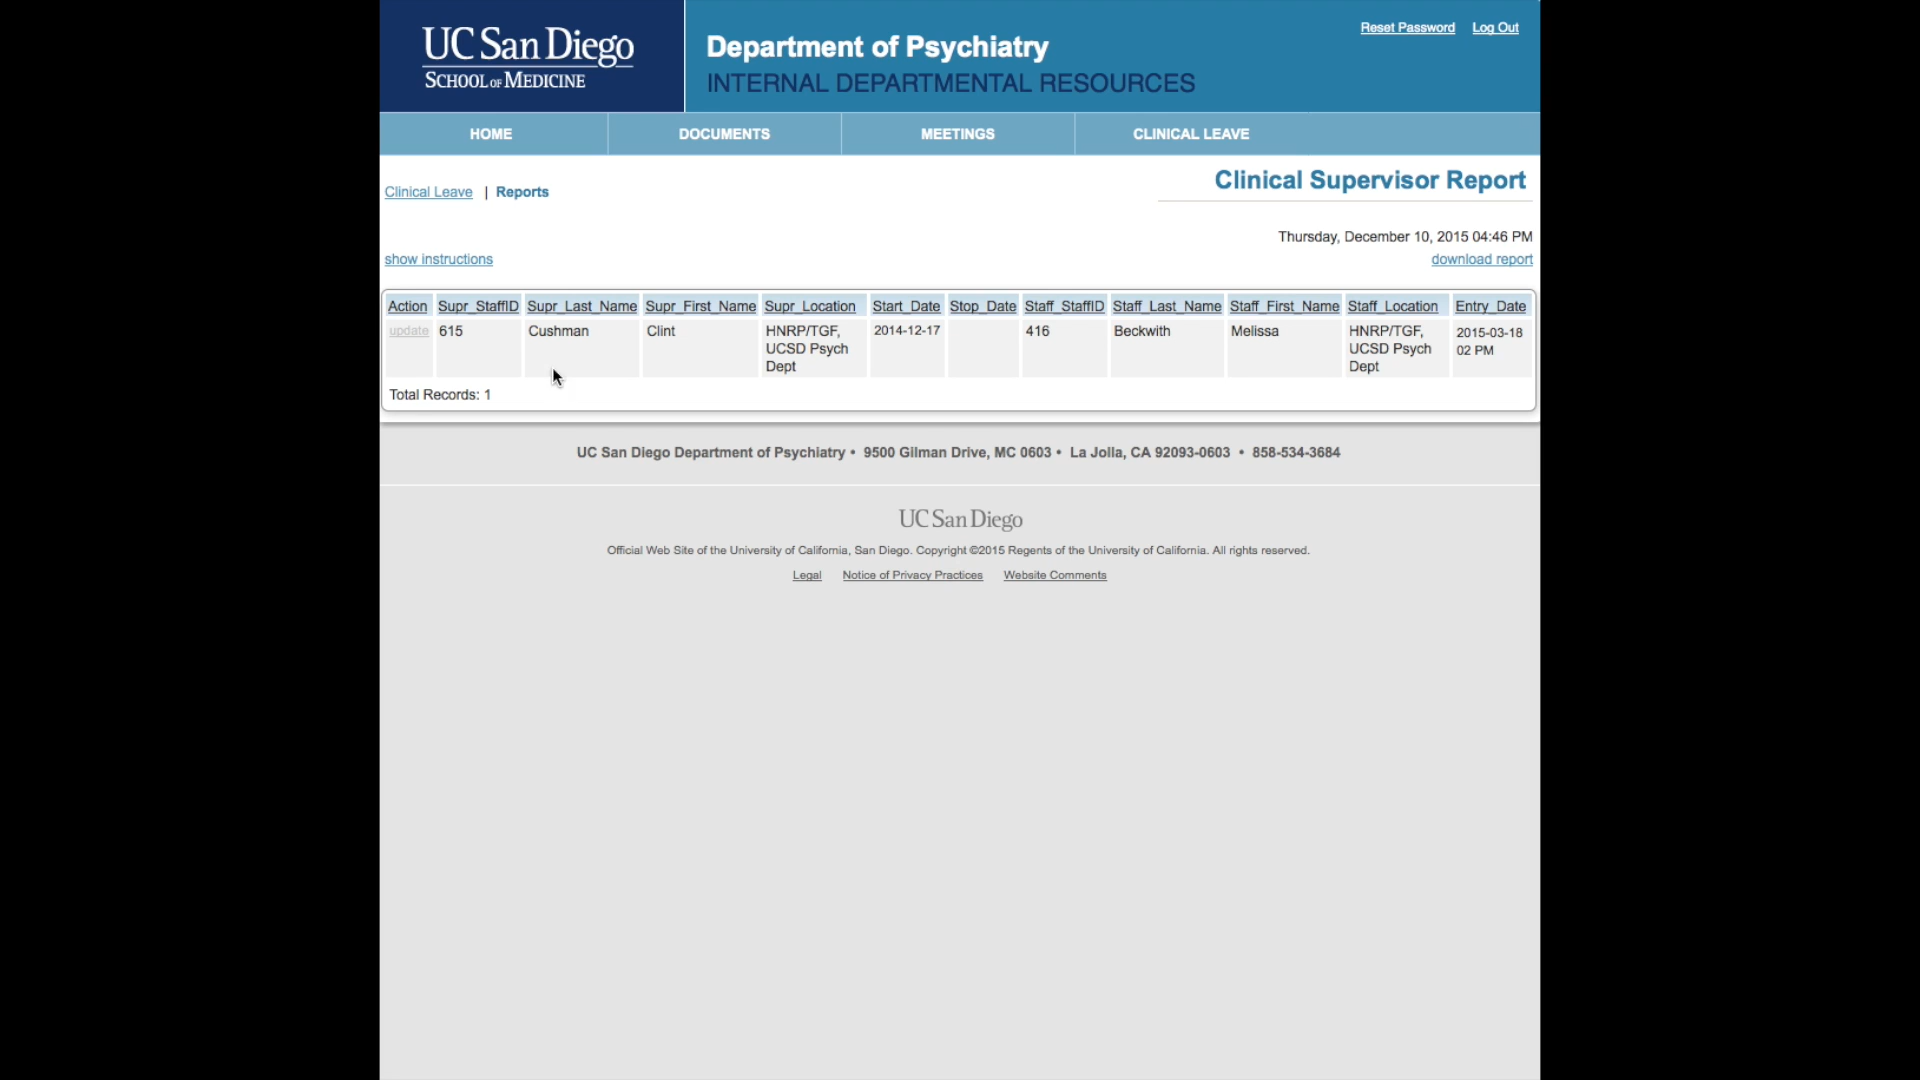 UC San Diego
SCHOOL OF MEDICINE
Department of Psychiatry
INTERNAL DEPARTMENTAL RESOURCES
Reset Password Log Out
HOME DOCUMENTS MEETINGS CLINICAL LEAVE
Clinical Leave | Reports
Clinical Supervisor Report
Thursday, December 10, 2015 04:46 PM
show instructions download report
Action Supr_StaffID Supr_Last_Name Supr_First_Name Supr_Location Start_Date Stop_Date Staff_StaffID Staff_Last_Name Staff_First_Name Staff_Location Entry_Date
update 615 Cushman Clint HNRP/TGF, 2014-12-17 416 Beckwith Melissa HNRP/TGF, 2015-03-18
UCSD Psych UCSD Psych 02 PM
Dept Dept
Total Records: 1
UC San Diego Department of Psychiatry • 9500 Gilman Drive, MC 0603 • La Jolla, CA 92093-0603 • 858-534-3684
UC San Diego
Official Web Site of the University of California, San Diego. Copyright ©2015 Regents of the University of California. All rights reserved.
Legal Notice of Privacy Practices Website Comments